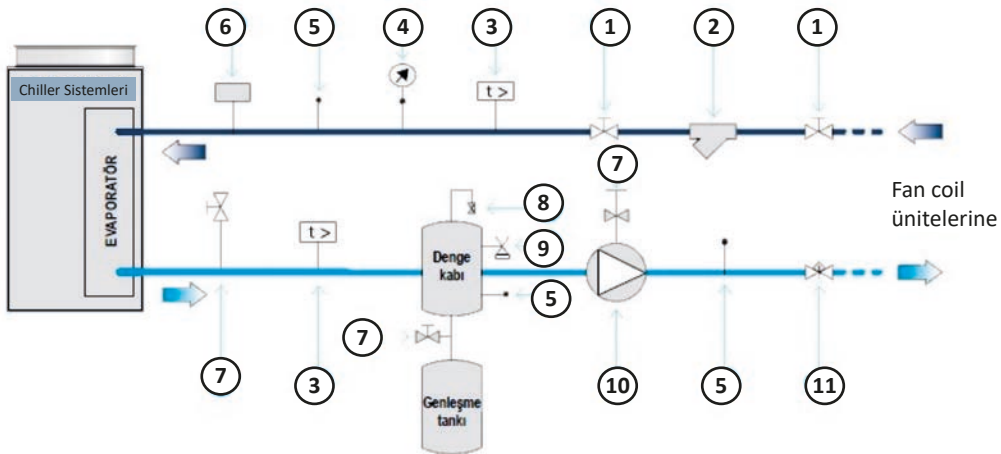 6 5 4 3 1 2 1
Chiller Sistemleri
t >
EVAPORATÖR
7
8
Fan coil
ünitelerine
t >
Denge
kabı
9
5
7
7 3 10 5 11
Genleşme
tankı